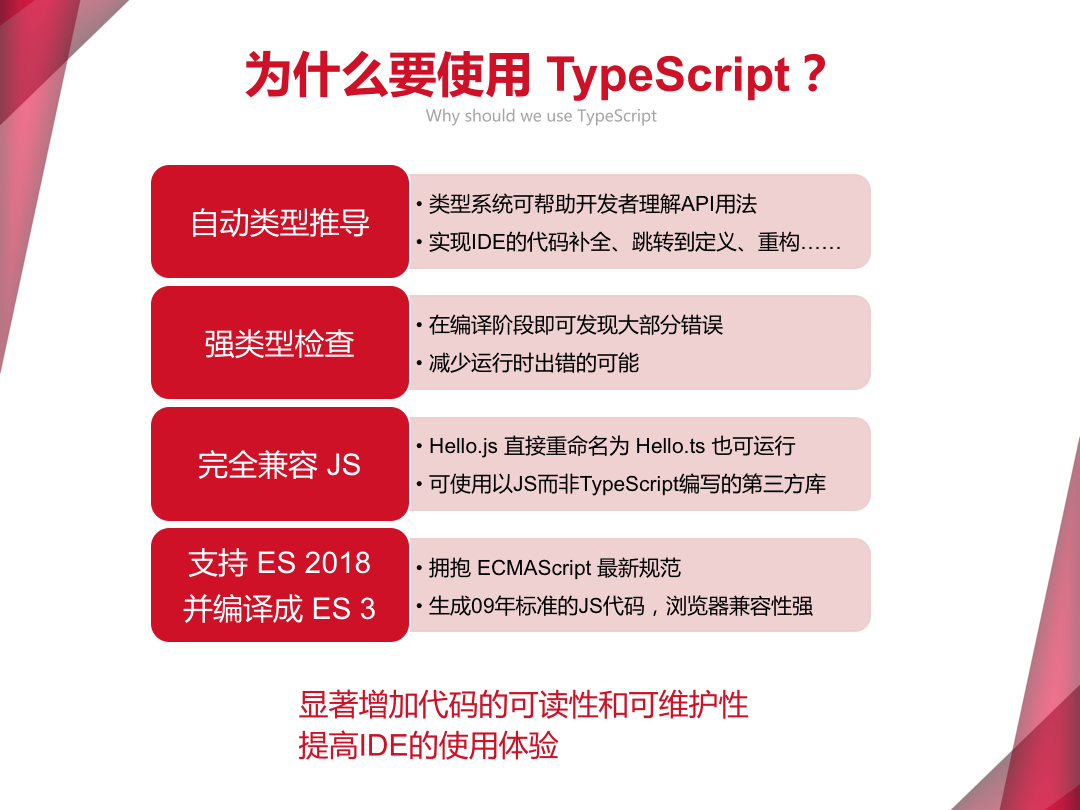 为什么要使用 TypeScript？
Why should we use TypeScript
自动类型推导
• 类型系统可帮助开发者理解API用法
• 实现IDE的代码补全、跳转到定义、重构……
强类型检查
• 在编译阶段即可发现大部分错误
• 减少运行时出错的可能
完全兼容 JS
• Hello.js 直接重命名为 Hello.ts 也可运行
• 可使用以JS而非TypeScript编写的第三方库
支持 ES 2018
并编译成 ES 3
• 拥抱 ECMAScript 最新规范
• 生成09年标准的JS代码，浏览器兼容性强
显著增加代码的可读性和可维护性
提高IDE的使用体验